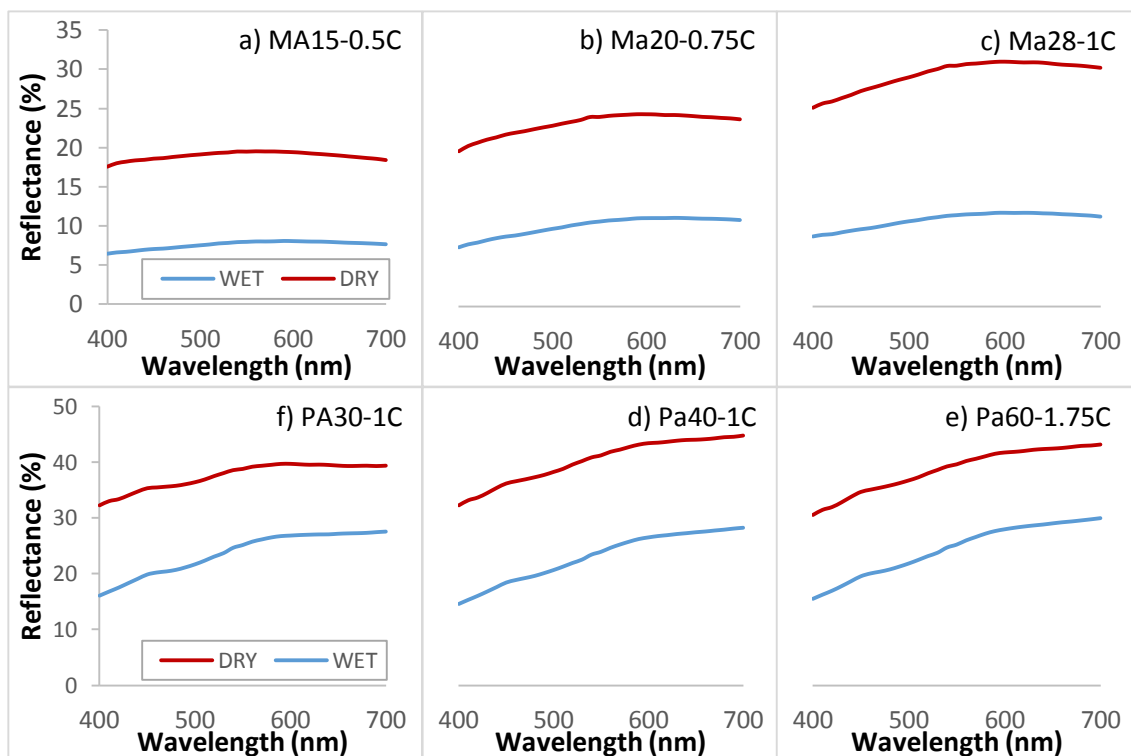 a) MA15-0.5C
b) Ma20-0.75C
c) Ma28-1C
35
30
25
20
15
10
5
0
Reflectance (%)
WET DRY
400 500 600 700
400 500 600 700
400 500 600 700
Wavelength (nm)
Wavelength (nm)
Wavelength (nm)
f) PA30-1C
d) Pa40-1C
e) Pa60-1.75C
50
40
30
20
10
0
Reflectance (%)
DRY WET
400 500 600 700
400 500 600 700
400 500 600 700
Wavelength (nm)
Wavelength (nm)
Wavelength (nm)